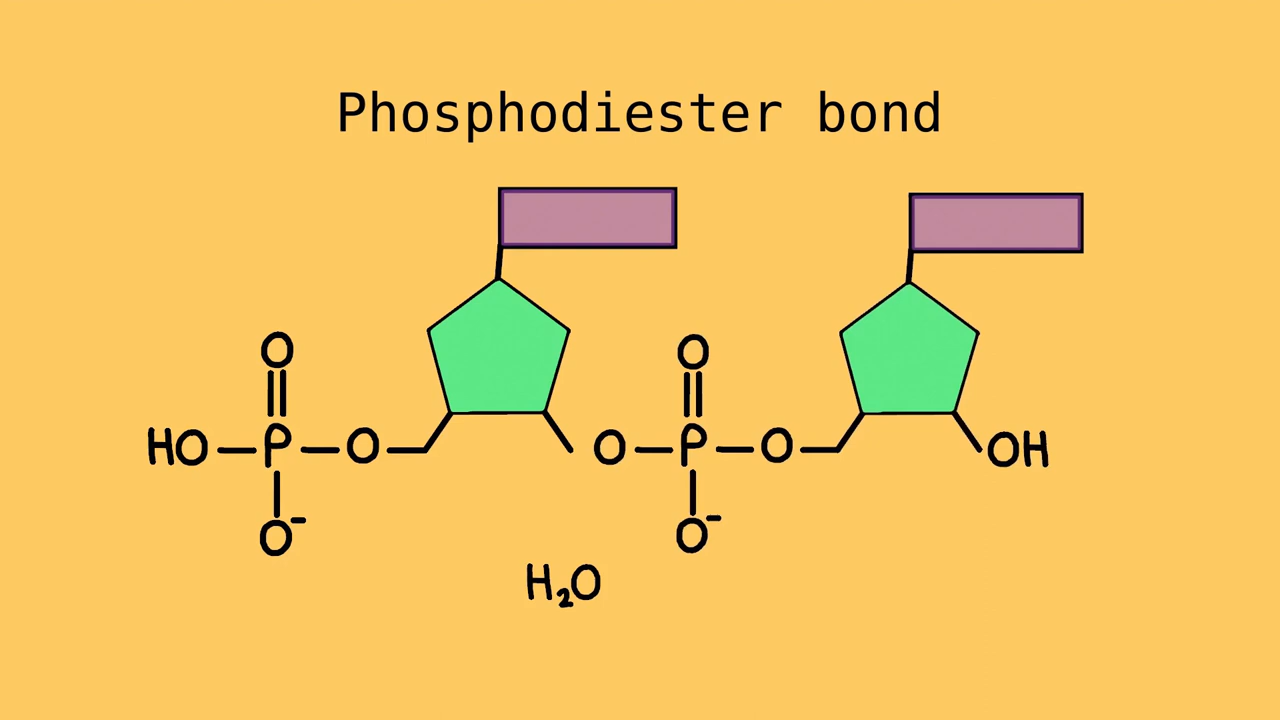 Phosphodiester bond
O O
HO P O O P O OH
O⁻ O⁻
H₂O